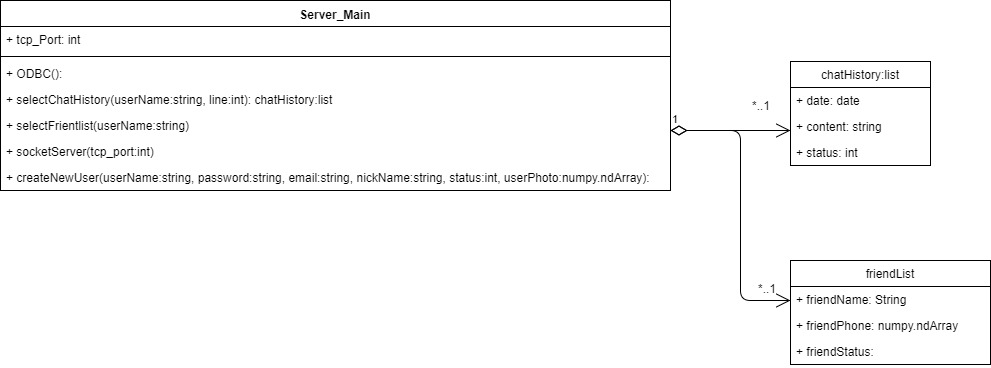 Server_Main
+ tcp_Port: int
+ ODBC():
+ selectChatHistory(userName:string, line:int): chatHistory:list
+ selectFrientlist(userName:string)
+ socketServer(tcp_port:int)
+ createNewUser(userName:string, password:string, email:string, nickName:string, status:int, userPhoto:numpy.ndArray):
1
*..1
chatHistory:list
+ date: date
+ content: string
+ status: int
*..1
friendList
+ friendName: String
+ friendPhone: numpy.ndArray
+ friendStatus: